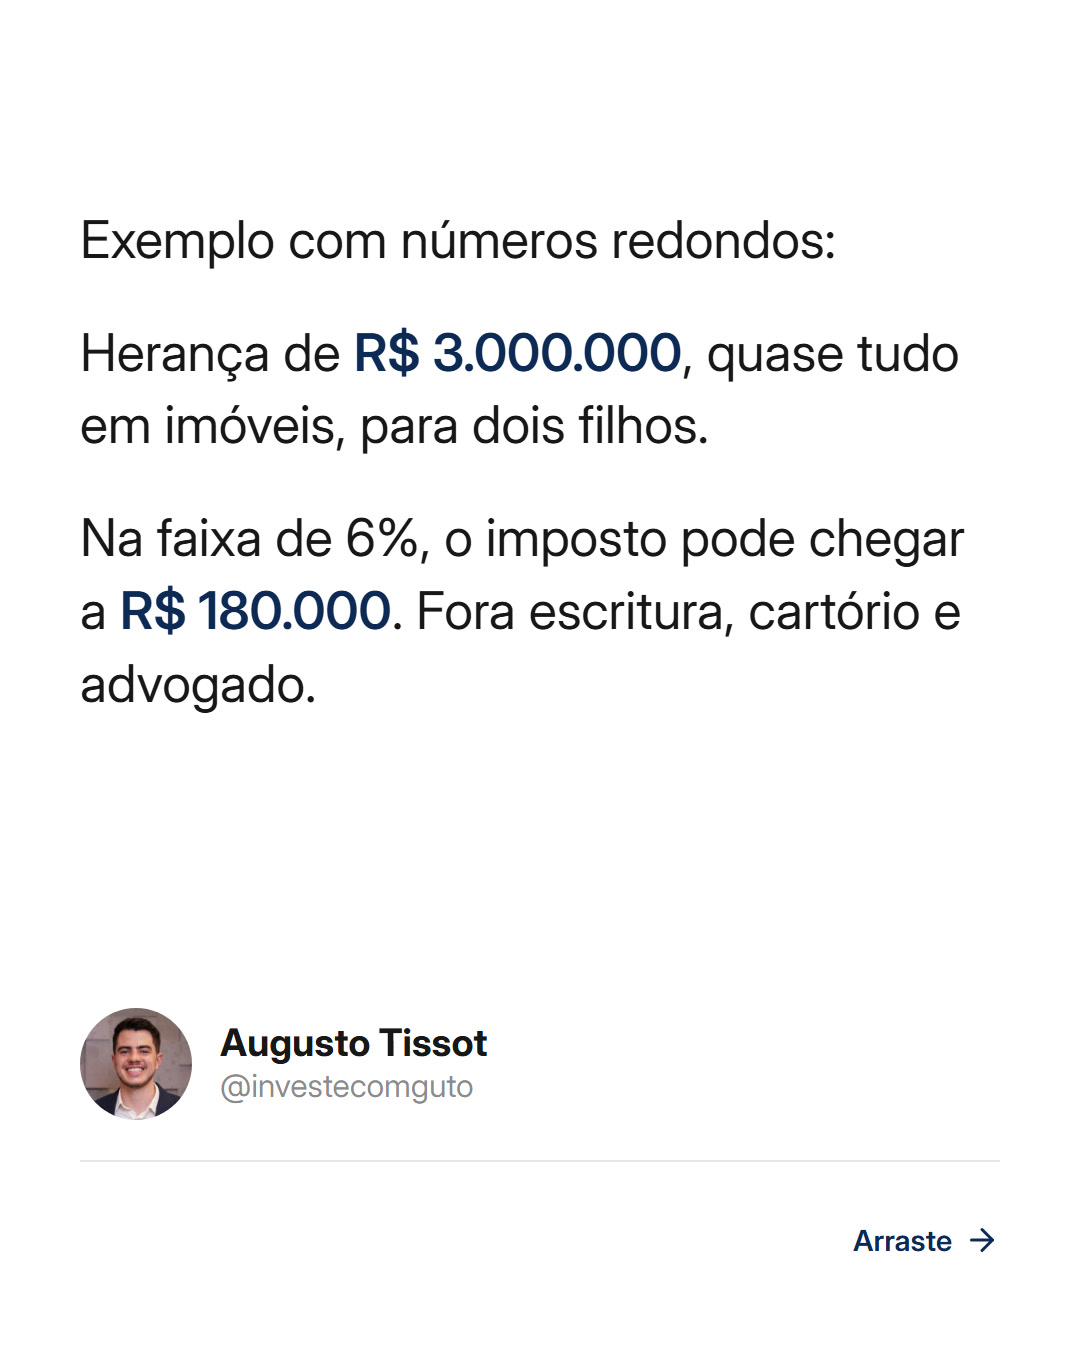 Exemplo com números redondos:
Herança de R$ 3.000.000, quase tudo
em imóveis, para dois filhos.
Na faixa de 6%, o imposto pode chegar
a R$ 180.000. Fora escritura, cartório e
advogado.
Augusto Tissot
@investecomguto
Arraste →